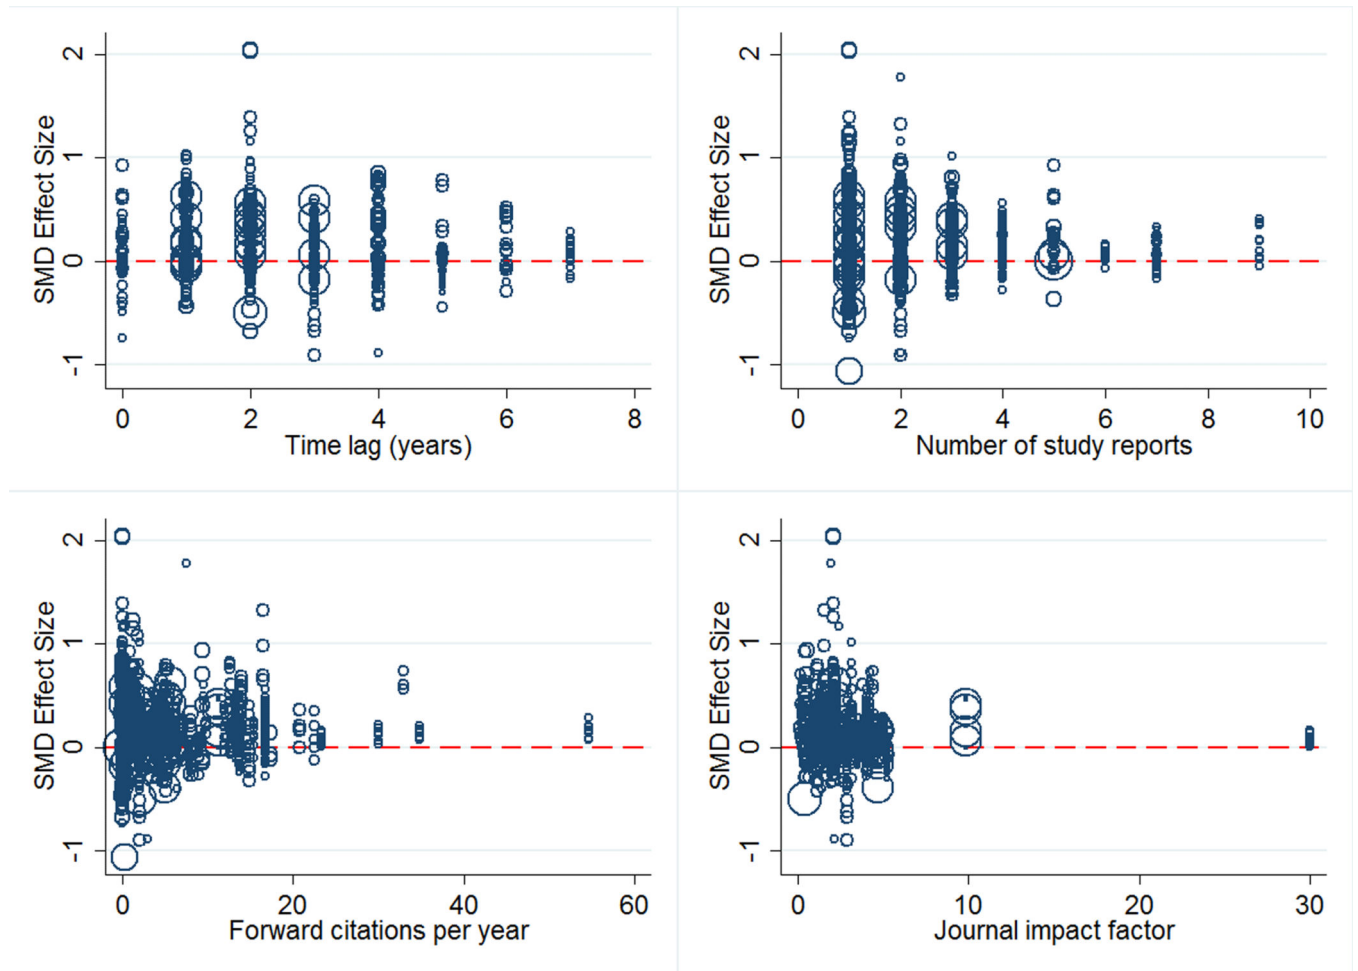 SMD Effect Size
2
1
0
-1
0 2 4 6 8
Time lag (years)
SMD Effect Size
2
1
0
-1
0 2 4 6 8 10
Number of study reports
SMD Effect Size
2
1
0
-1
0 20 40 60
Forward citations per year
SMD Effect Size
2
1
0
-1
0 10 20 30
Journal impact factor